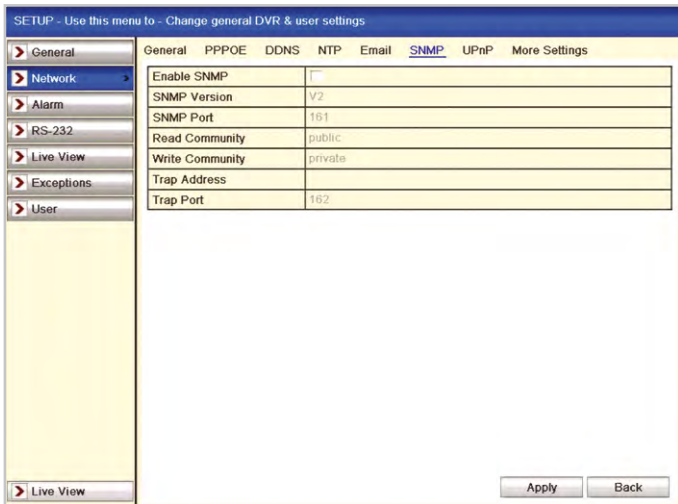 SETUP - Use this menu to - Change general DVR & user settings
General
Network
Alarm
RS-232
Live View
Exceptions
User
Live View
General PPPOE DDNS NTP Email SNMP UPnP More Settings
Enable SNMP
SNMP Version V2
SNMP Port 161
Read Community public
Write Community private
Trap Address
Trap Port 162
Apply Back